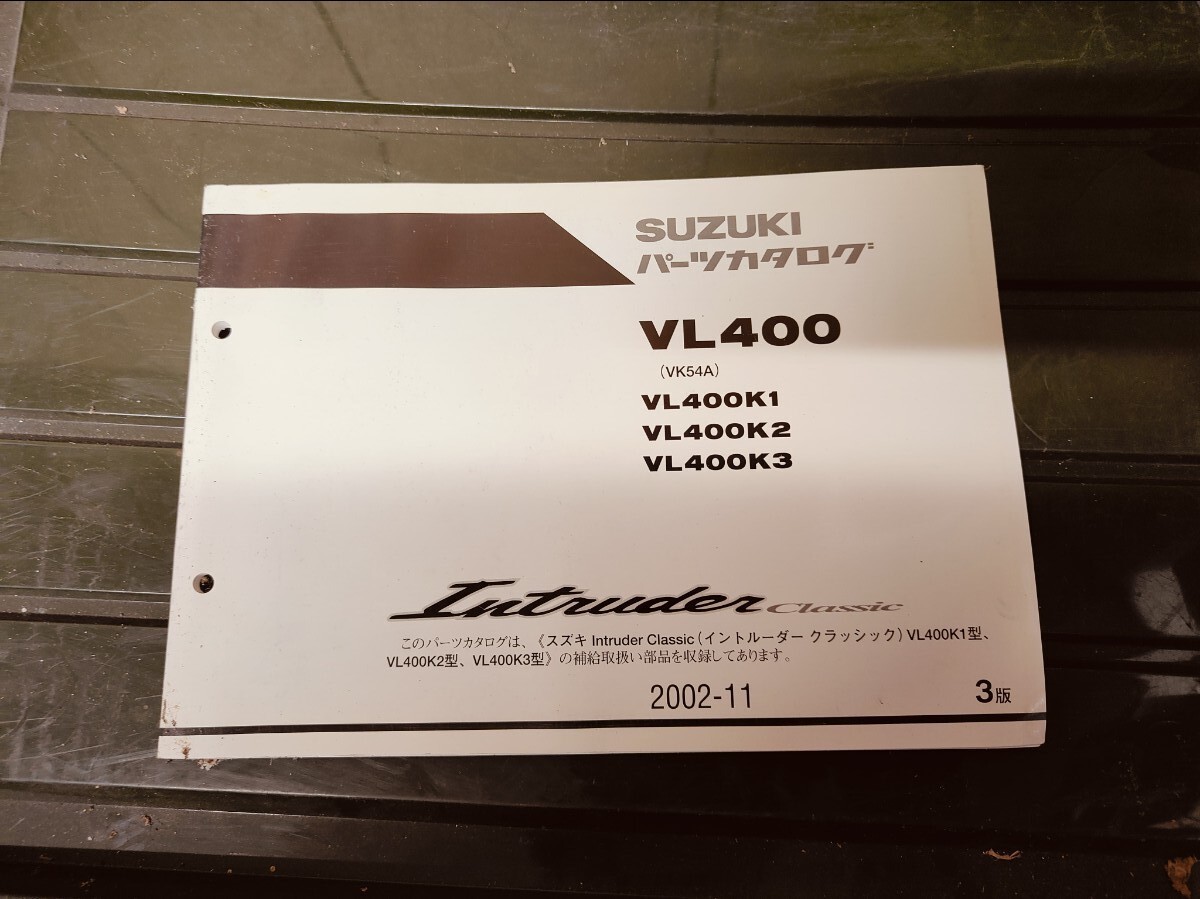 SUZUKI
パーツカタログ
VL400
(VK54A)
VL400K1
VL400K2
VL400K3
Intruder Classic
このパーツカタログは、《スズキ Intruder Classic(イントルーダー クラッシック)VL400K1型、
VL400K2型、VL400K3型》の補給取扱い部品を収録してあります。
2002-11 3版